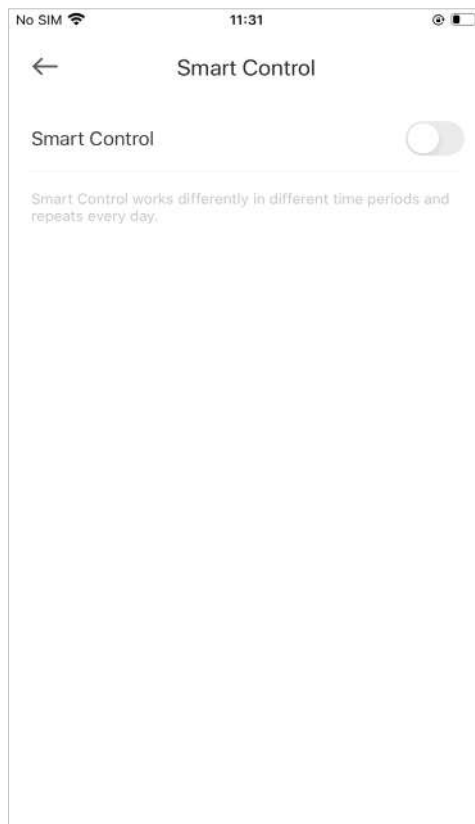 No SIM 11:31
Smart Control
Smart Control
Smart Control works differently in different time periods and
repeats every day.